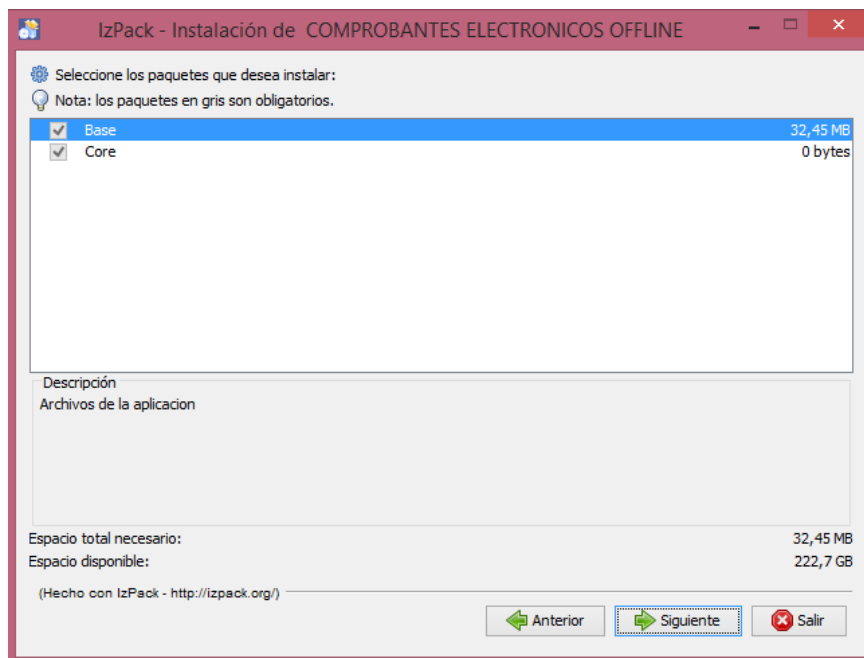 IzPack - Instalación de  COMPROBANTES ELECTRONICOS OFFLINE
Seleccione los paquetes que desea instalar:
Nota: los paquetes en gris son obligatorios.
Base 32,45 MB
Core 0 bytes
Descripción
Archivos de la aplicacion
Espacio total necesario: 32,45 MB
Espacio disponible: 222,7 GB
(Hecho con IzPack - http://izpack.org/)
Anterior Siguiente Salir